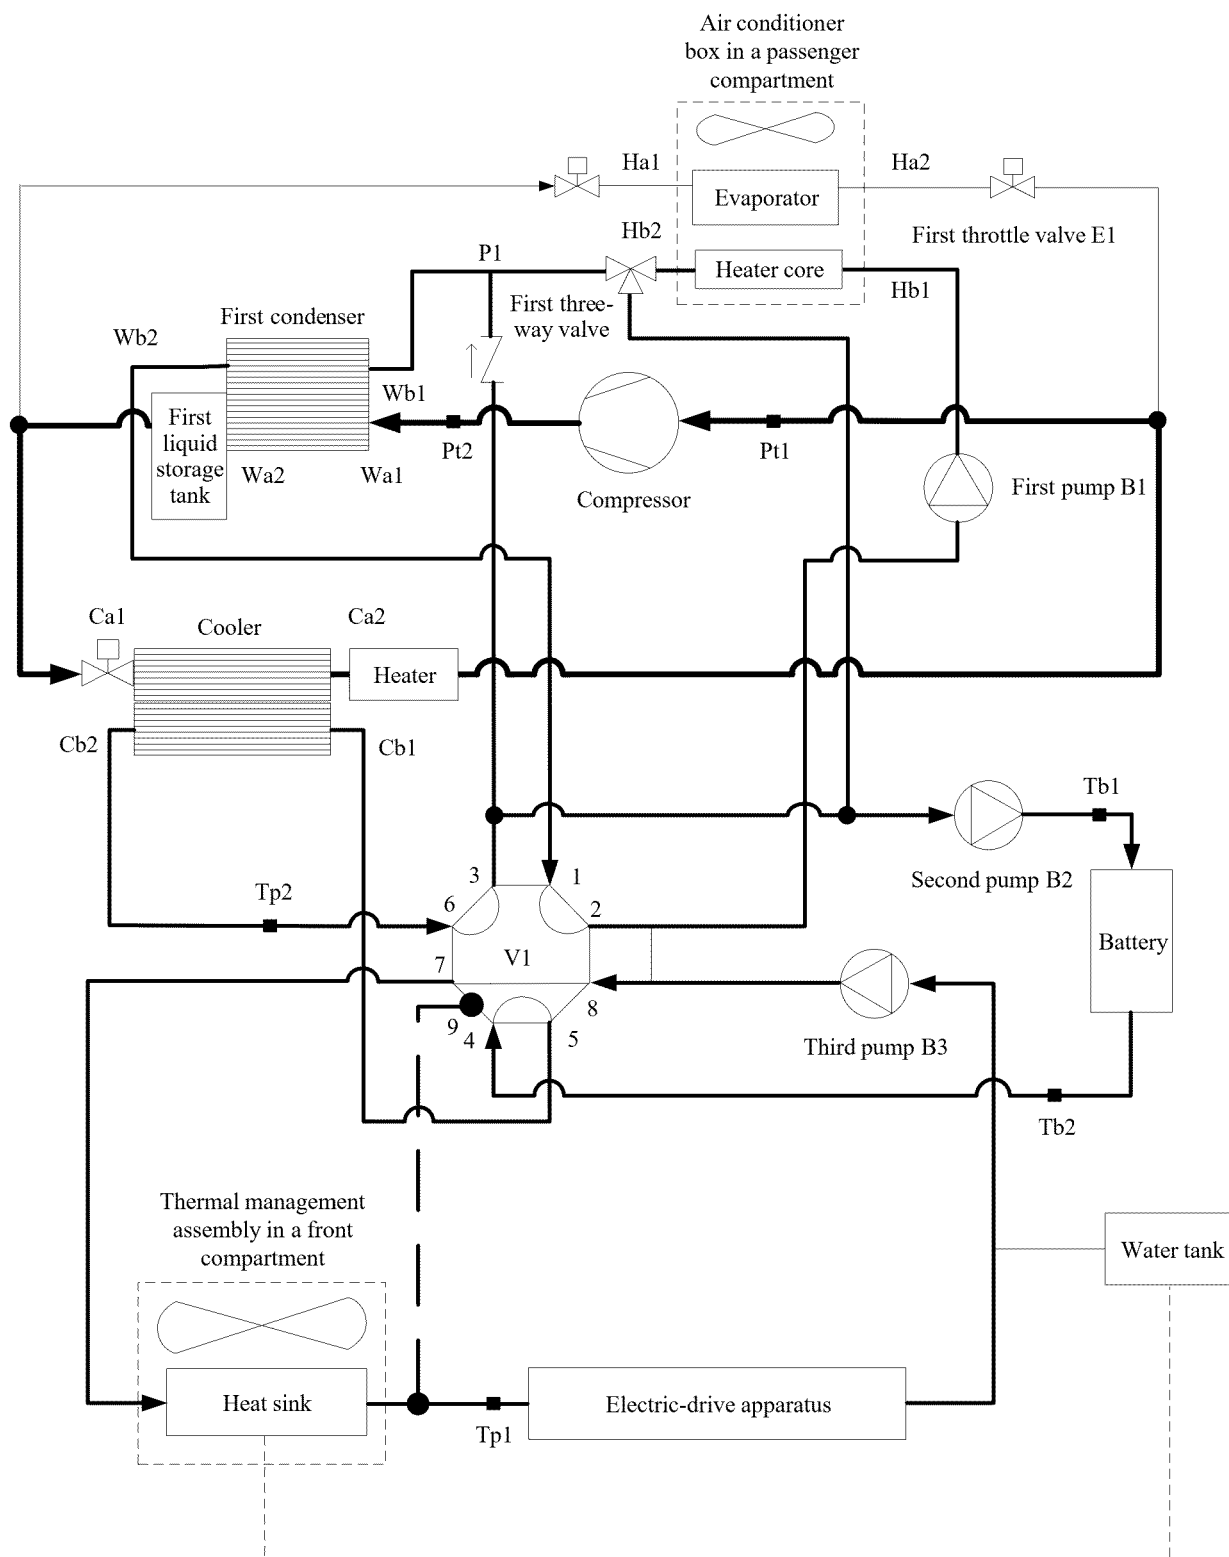 Air conditioner
box in a passenger
compartment
Ha1
Ha2
Evaporator
Hb2
First throttle valve E1
P1
Heater core
Hb1
First three-
way valve
First condenser
Wb2
Wb1
First
liquid
storage
tank
Wa2
Wa1
Pt2
Pt1
Compressor
First pump B1
Ca1
Cooler
Ca2
Heater
Cb2
Cb1
Tb1
Second pump B2
Tp2
3
1
6
2
Battery
7
V1
8
9
4
5
Third pump B3
Tb2
Thermal management
assembly in a front
compartment
Water tank
Heat sink
Tp1
Electric-drive apparatus